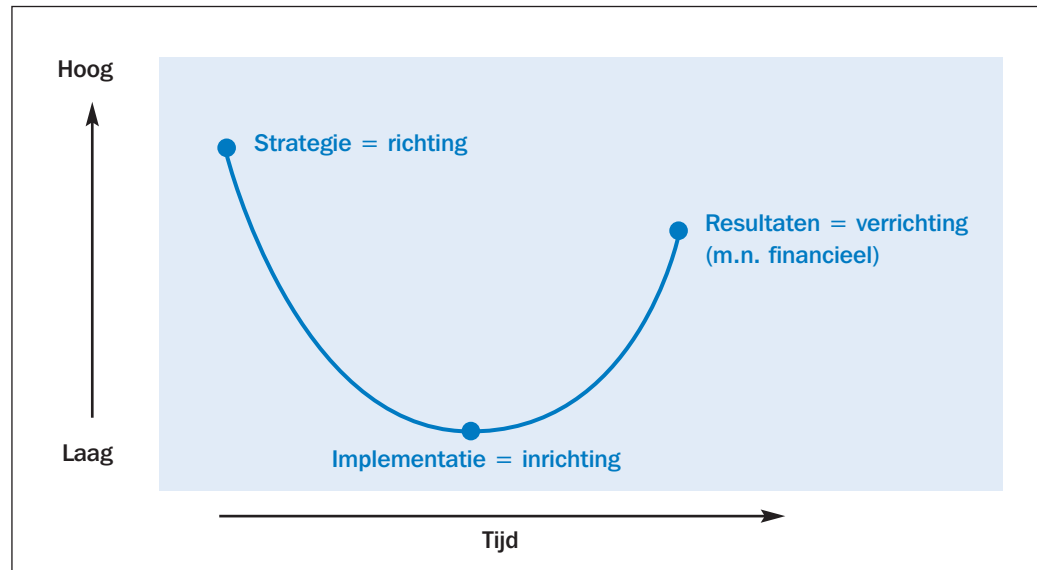 Hoog
Strategie = richting
Resultaten = verrichting
(m.n. financieel)
Laag
Implementatie = inrichting
Tijd